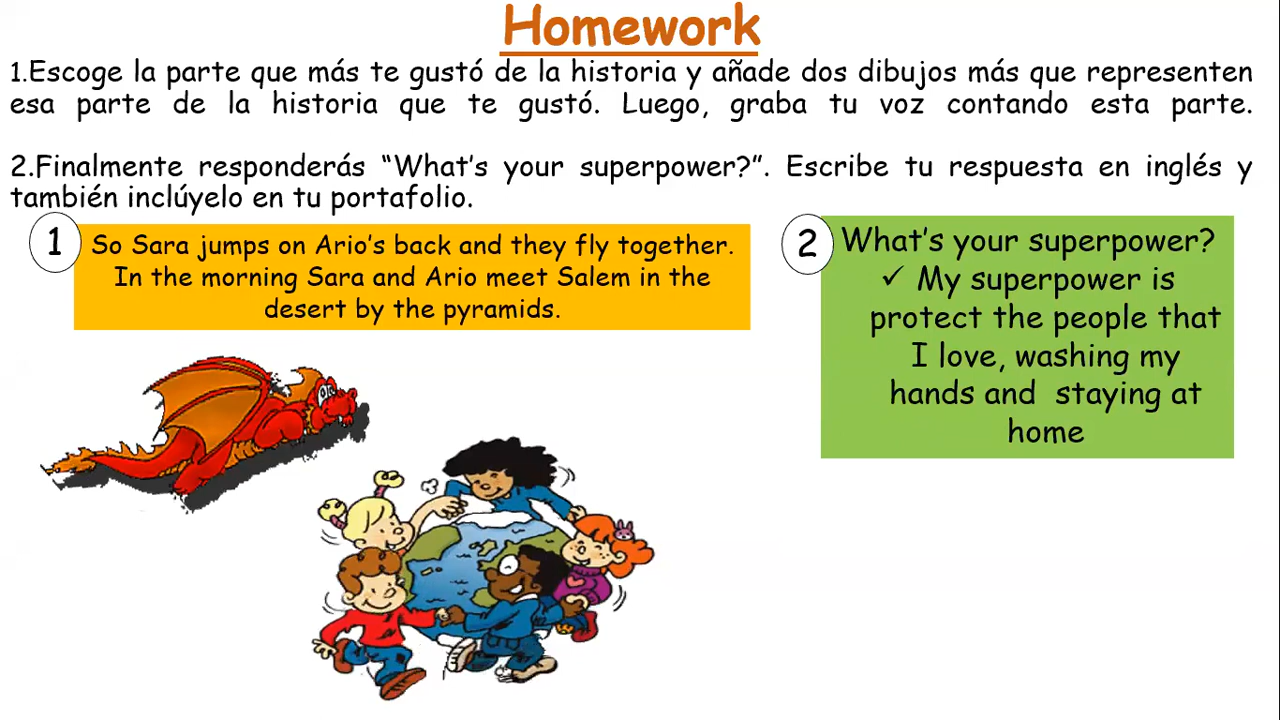 Homework
1.Escoge la parte que más te gustó de la historia y añade dos dibujos más que representen
esa parte de la historia que te gustó. Luego, graba tu voz contando esta parte.
2.Finalmente responderás “What’s your superpower?”. Escribe tu respuesta en inglés y
también inclúyelo en tu portafolio.
1
So Sara jumps on Ario’s back and they fly together.
In the morning Sara and Ario meet Salem in the
desert by the pyramids.
2
What’s your superpower?
✓ My superpower is
protect the people that
I love, washing my
hands and staying at
home